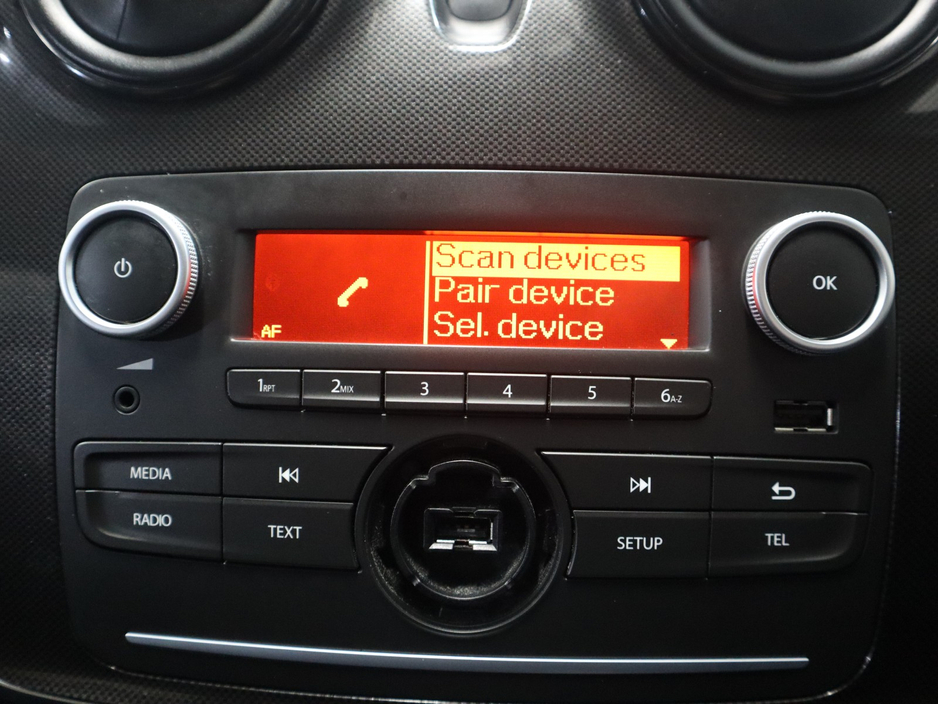 Scan devices
Pair device
Sel. device
AF
OK
1RPT 2MIX 3 4 5 6A-Z
MEDIA
RADIO TEXT SETUP TEL